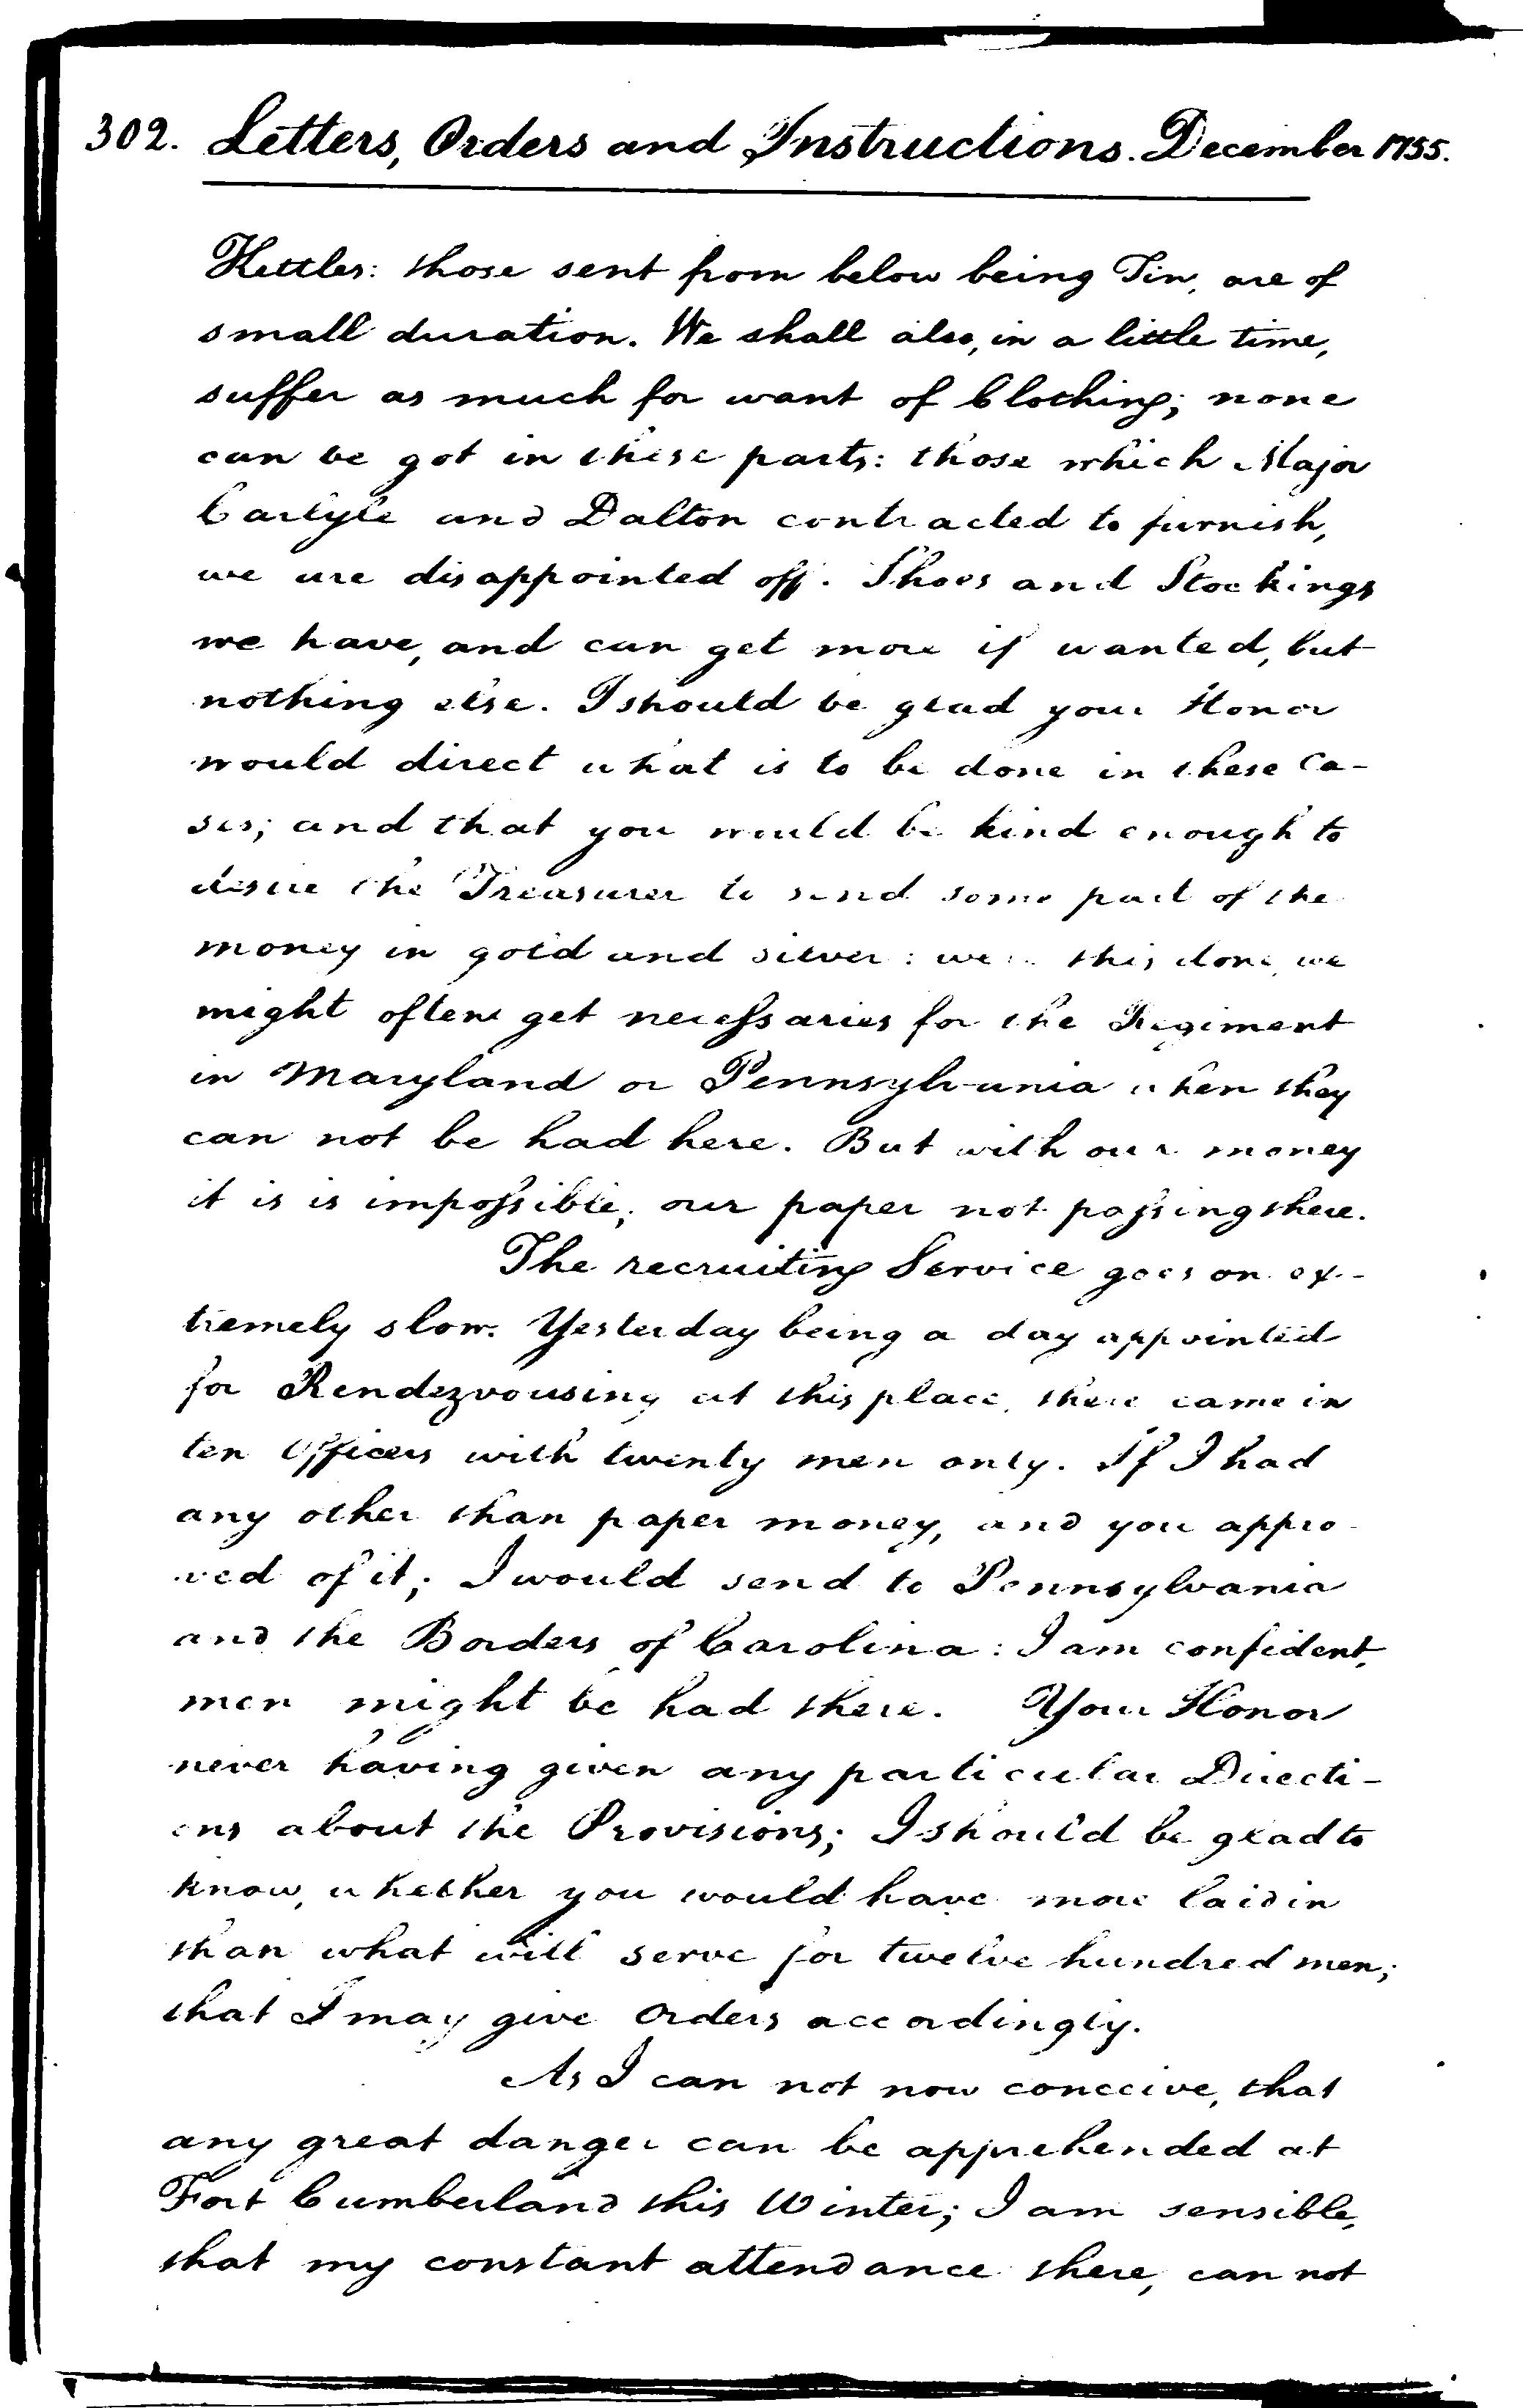 302. Letters, Orders and Instructions. December 1755.
Kettles: those sent from below being Tin, are of
small duration. We shall also, in a little time,
suffer as much for want of Clothing; none
can be got in these parts: those which Major
Carlyle and Dalton contracted to furnish,
we are disappointed off. Shoes and Stockings
we have, and can get more if wanted, but
nothing else. I should be glad your Honor
would direct what is to be done in these Ca-
ses; and that you would be kind enough to
desire the Treasurer to send some part of the
money in gold and silver: were this done, we
might often get necessaries for the Regiment
in Maryland or Pennsylvania when they
can not be had here. But with our money
it is is impossible; our paper not passing there.
The recruiting Service goes on ex-
tremely slow. Yesterday being a day appointed
for Rendezvousing at this place, there came in
ten Officers with twenty men only. If I had
any other than paper money, and you appro-
ved of it; I would send to Pennsylvania
and the Borders of Carolina: I am confident,
men might be had there. Your Honor
never having given any particular Directi-
ons about the Provisions; I should be glad to
know, whether you would have more laid in
than what will serve for twelve hundred men;
that I may give Orders accordingly.
As I can not now conceive, that
any great danger can be apprehended at
Fort Cumberland this Winter; I am sensible,
that my constant attendance there, can not